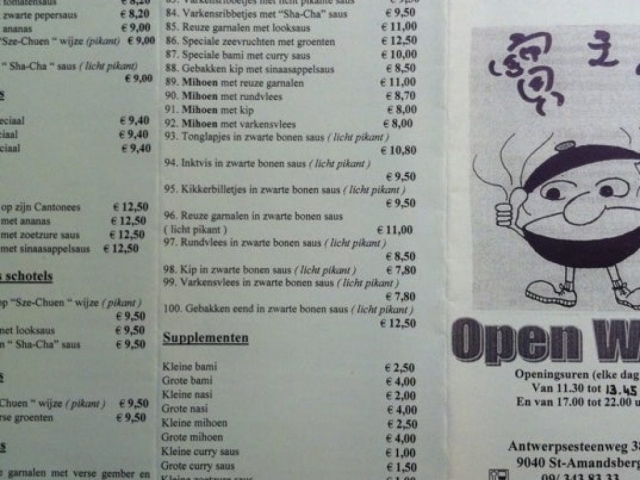 tomatensaus € 8,20
zwarte pepersaus € 8,20
ananas € 9,00
"Sze-Chuen " wijze (pikant) € 9,00
" Sha-Cha " saus ( licht pikant)
€ 9,00
€ 9,40
€ 9,40
€ 9,40
op zijn Cantonees € 12,50
met ananas € 12,50
met zoetzure saus € 12,50
met sinaasappelsaus € 12,50
schotels
op "Sze-Chuen " wijze ( pikant )
€ 9,50
met looksaus € 9,50
" Sha-Cha" saus € 9,50
Chuen " wijze ( pikant ) € 9,50
verse groenten € 9,50
garnalen met verse gember en
84. Varkensribbetjes met "Sha-Cha" saus € 9,50
85. Reuze garnalen met looksaus € 11,00
86. Speciale zeevruchten met groenten € 12,50
87. Speciale bami met curry saus € 10,00
88. Gebakken kip met sinaasappelsaus € 8,50
89. Mihoen met reuze garnalen € 11,00
90. Mihoen met rundvlees € 8,70
91. Mihoen met kip € 8,00
92. Mihoen met varkensvlees € 8,00
93. Tonglapjes in zwarte bonen saus ( licht pikant )
€ 10,80
94. Inktvis in zwarte bonen saus ( licht pikant )
€ 9,50
95. Kikkerbilletjes in zwarte bonen saus ( licht pikant )
€ 9,50
96. Reuze garnalen in zwarte bonen saus
( licht pikant ) € 11,00
97. Rundvlees in zwarte bonen saus ( licht pikant )
€ 8,50
98. Kip in zwarte bonen saus ( licht pikant ) € 7,80
99. Varkensvlees in zwarte bonen saus ( licht pikant )
€ 7,80
100. Gebakken eend in zwarte bonen saus ( licht pikant )
€ 12,50
Supplementen
Kleine bami € 2,50
Grote bami € 4,00
Kleine nasi € 2,00
Grote nasi € 4,00
Kleine mihoen € 2,50
Grote mihoen € 4,00
Kleine curry saus € 1,00
Grote curry saus € 1,50
Open W
Openingsuren (elke dag
Van 11.30 tot 13.45
En van 17.00 tot 22.00 u
Antwerpsesteenweg 38
9040 St-Amandsberg
09/ 343 83 33